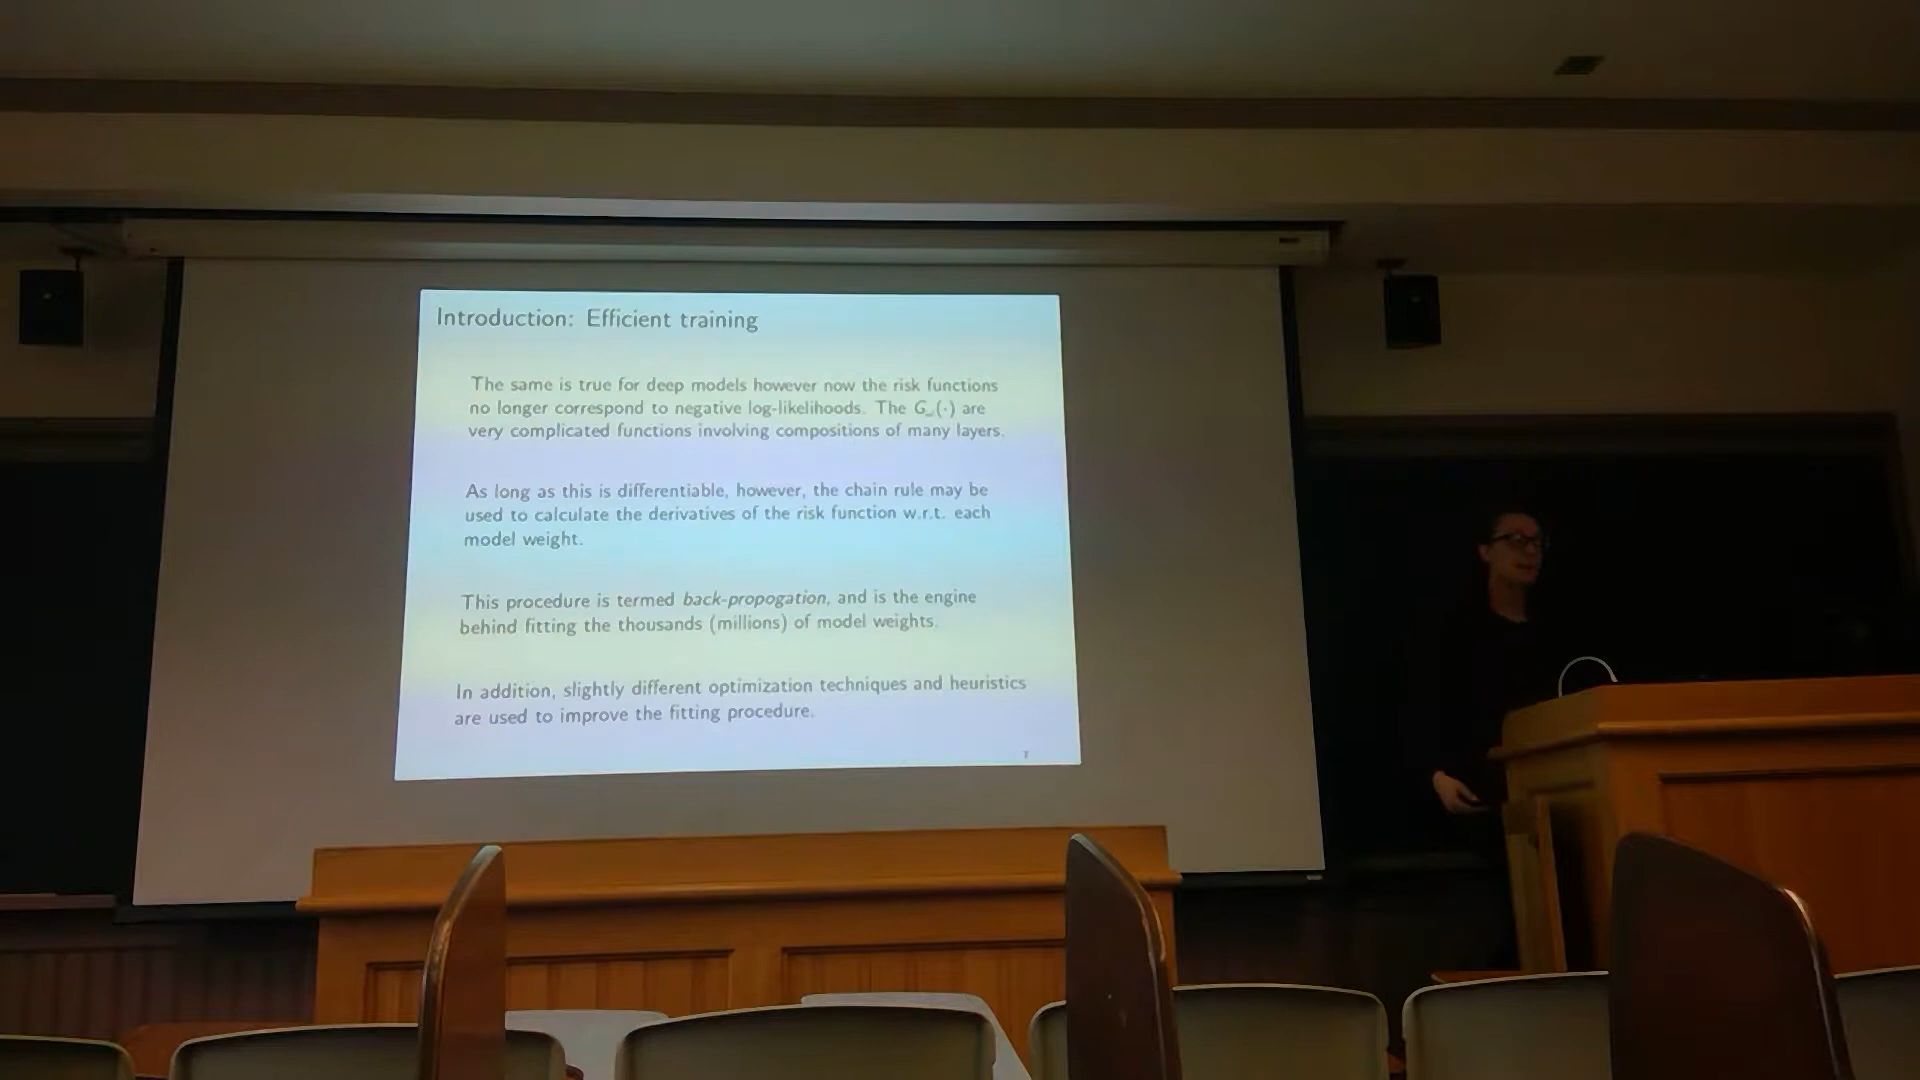 Introduction: Efficient training
The same is true for deep models however now the risk functions
no longer correspond to negative log-likelihoods. The G_(·) are
very complicated functions involving compositions of many layers.
As long as this is differentiable, however, the chain rule may be
used to calculate the derivatives of the risk function w.r.t. each
model weight.
This procedure is termed back-propogation, and is the engine
behind fitting the thousands (millions) of model weights.
In addition, slightly different optimization techniques and heuristics
are used to improve the fitting procedure.